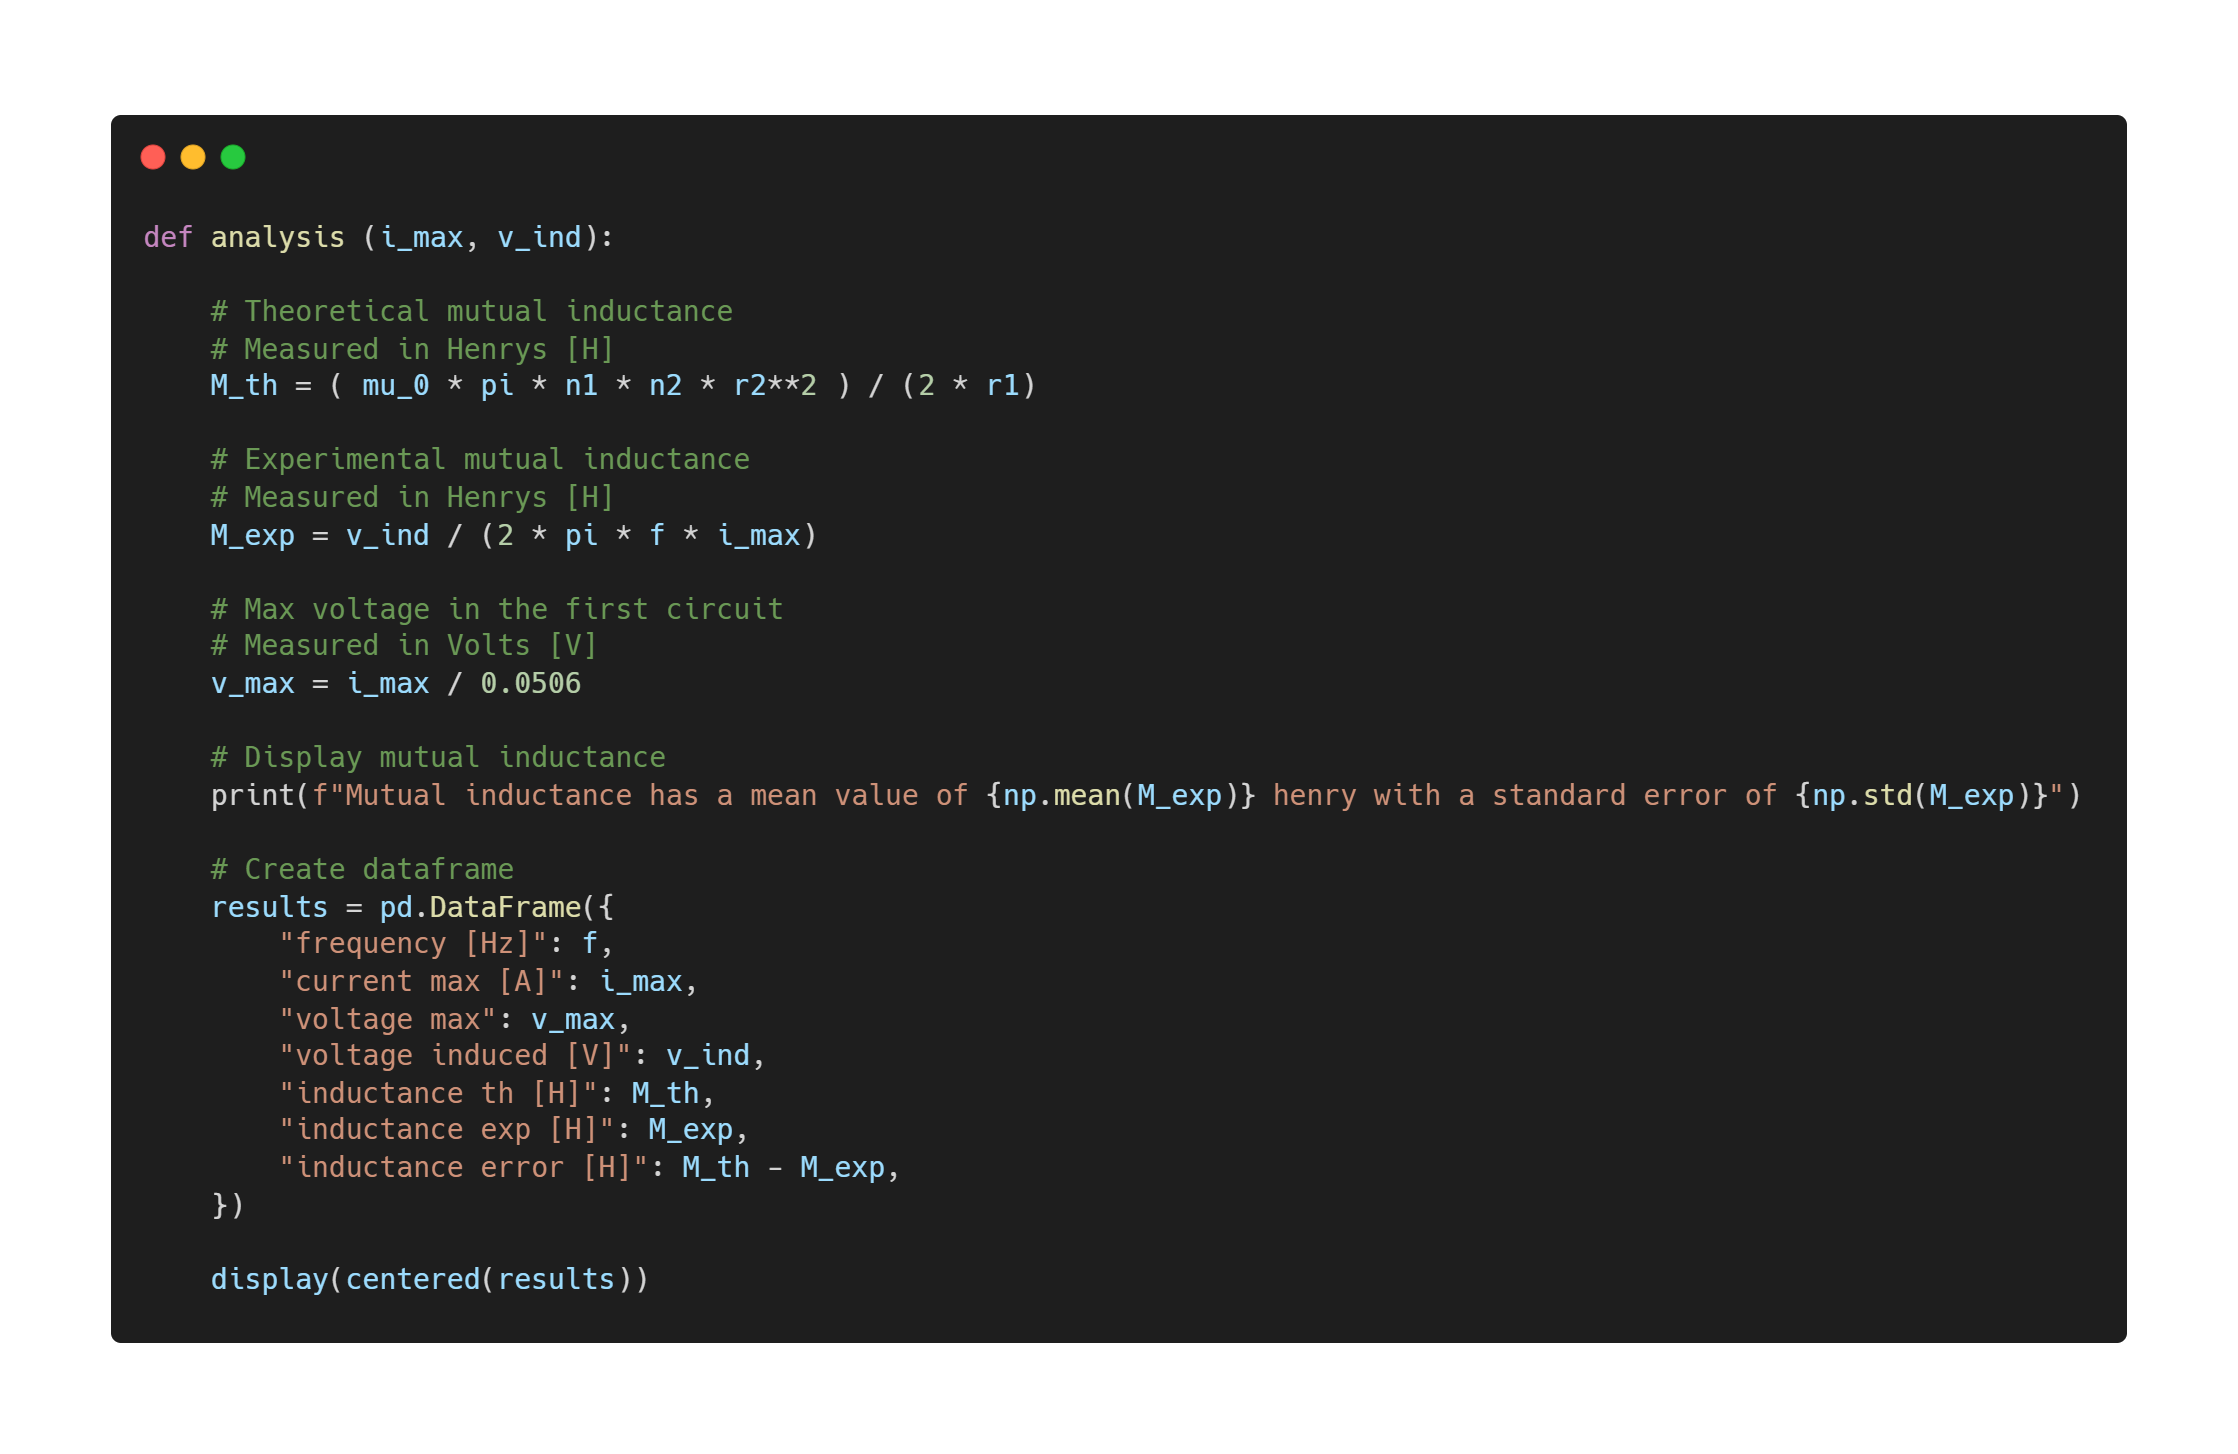 def analysis (i_max, v_ind):
# Theoretical mutual inductance
# Measured in Henrys [H]
M_th = ( mu_0 * pi * n1 * n2 * r2**2 ) / (2 * r1)
# Experimental mutual inductance
# Measured in Henrys [H]
M_exp = v_ind / (2 * pi * f * i_max)
# Max voltage in the first circuit
# Measured in Volts [V]
v_max = i_max / 0.0506
# Display mutual inductance
print(f"Mutual inductance has a mean value of {np.mean(M_exp)} henry with a standard error of {np.std(M_exp)}")
# Create dataframe
results = pd.DataFrame({
"frequency [Hz]": f,
"current max [A]": i_max,
"voltage max": v_max,
"voltage induced [V]": v_ind,
"inductance th [H]": M_th,
"inductance exp [H]": M_exp,
"inductance error [H]": M_th - M_exp,
})
display(centered(results))